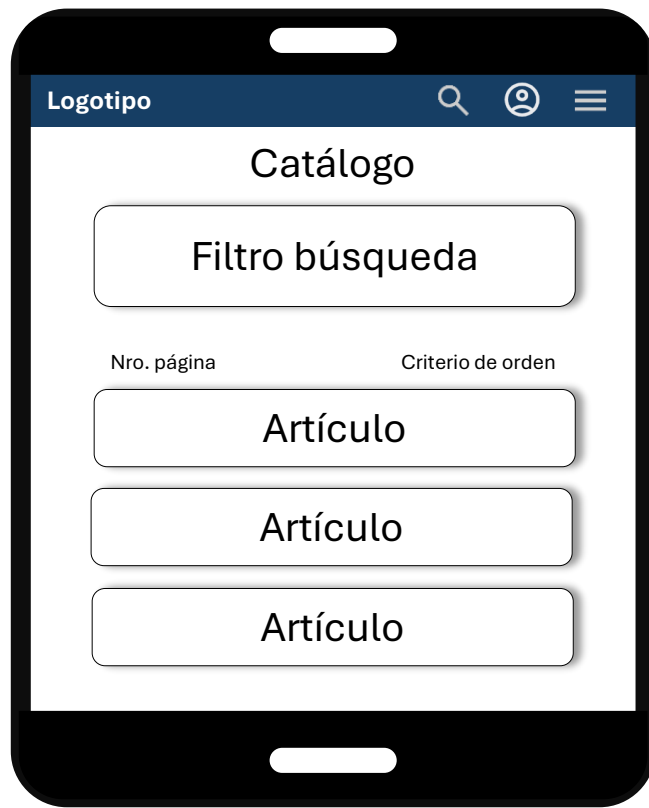 Logotipo
Catálogo
Filtro búsqueda
Nro. página Criterio de orden
Artículo
Artículo
Artículo